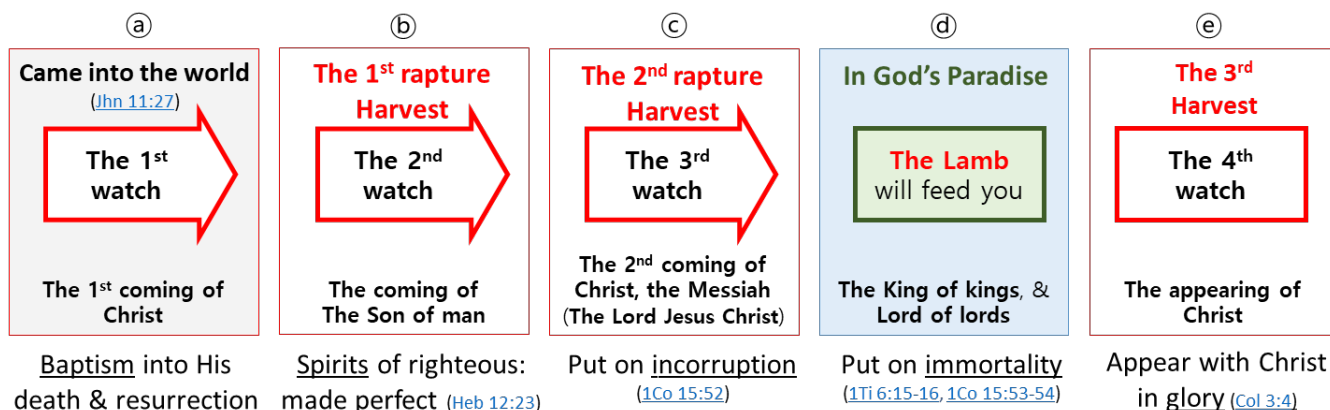 ⓐ
Came into the world
(Jhn 11:27)
The 1st
watch
The 1st coming of
Christ
Baptism into His
death & resurrection
ⓑ
The 1st rapture
Harvest
The 2nd
watch
The coming of
The Son of man
Spirits of righteous:
made perfect (Heb 12:23)
ⓒ
The 2nd rapture
Harvest
The 3rd
watch
The 2nd coming of
Christ, the Messiah
(The Lord Jesus Christ)
Put on incorruption
(1Co 15:52)
ⓓ
In God’s Paradise
The Lamb
will feed you
The King of kings, &
Lord of lords
Put on immortality
(1Ti 6:15-16, 1Co 15:53-54)
ⓔ
The 3rd
Harvest
The 4th
watch
The appearing of
Christ
Appear with Christ
in glory (Col 3:4)